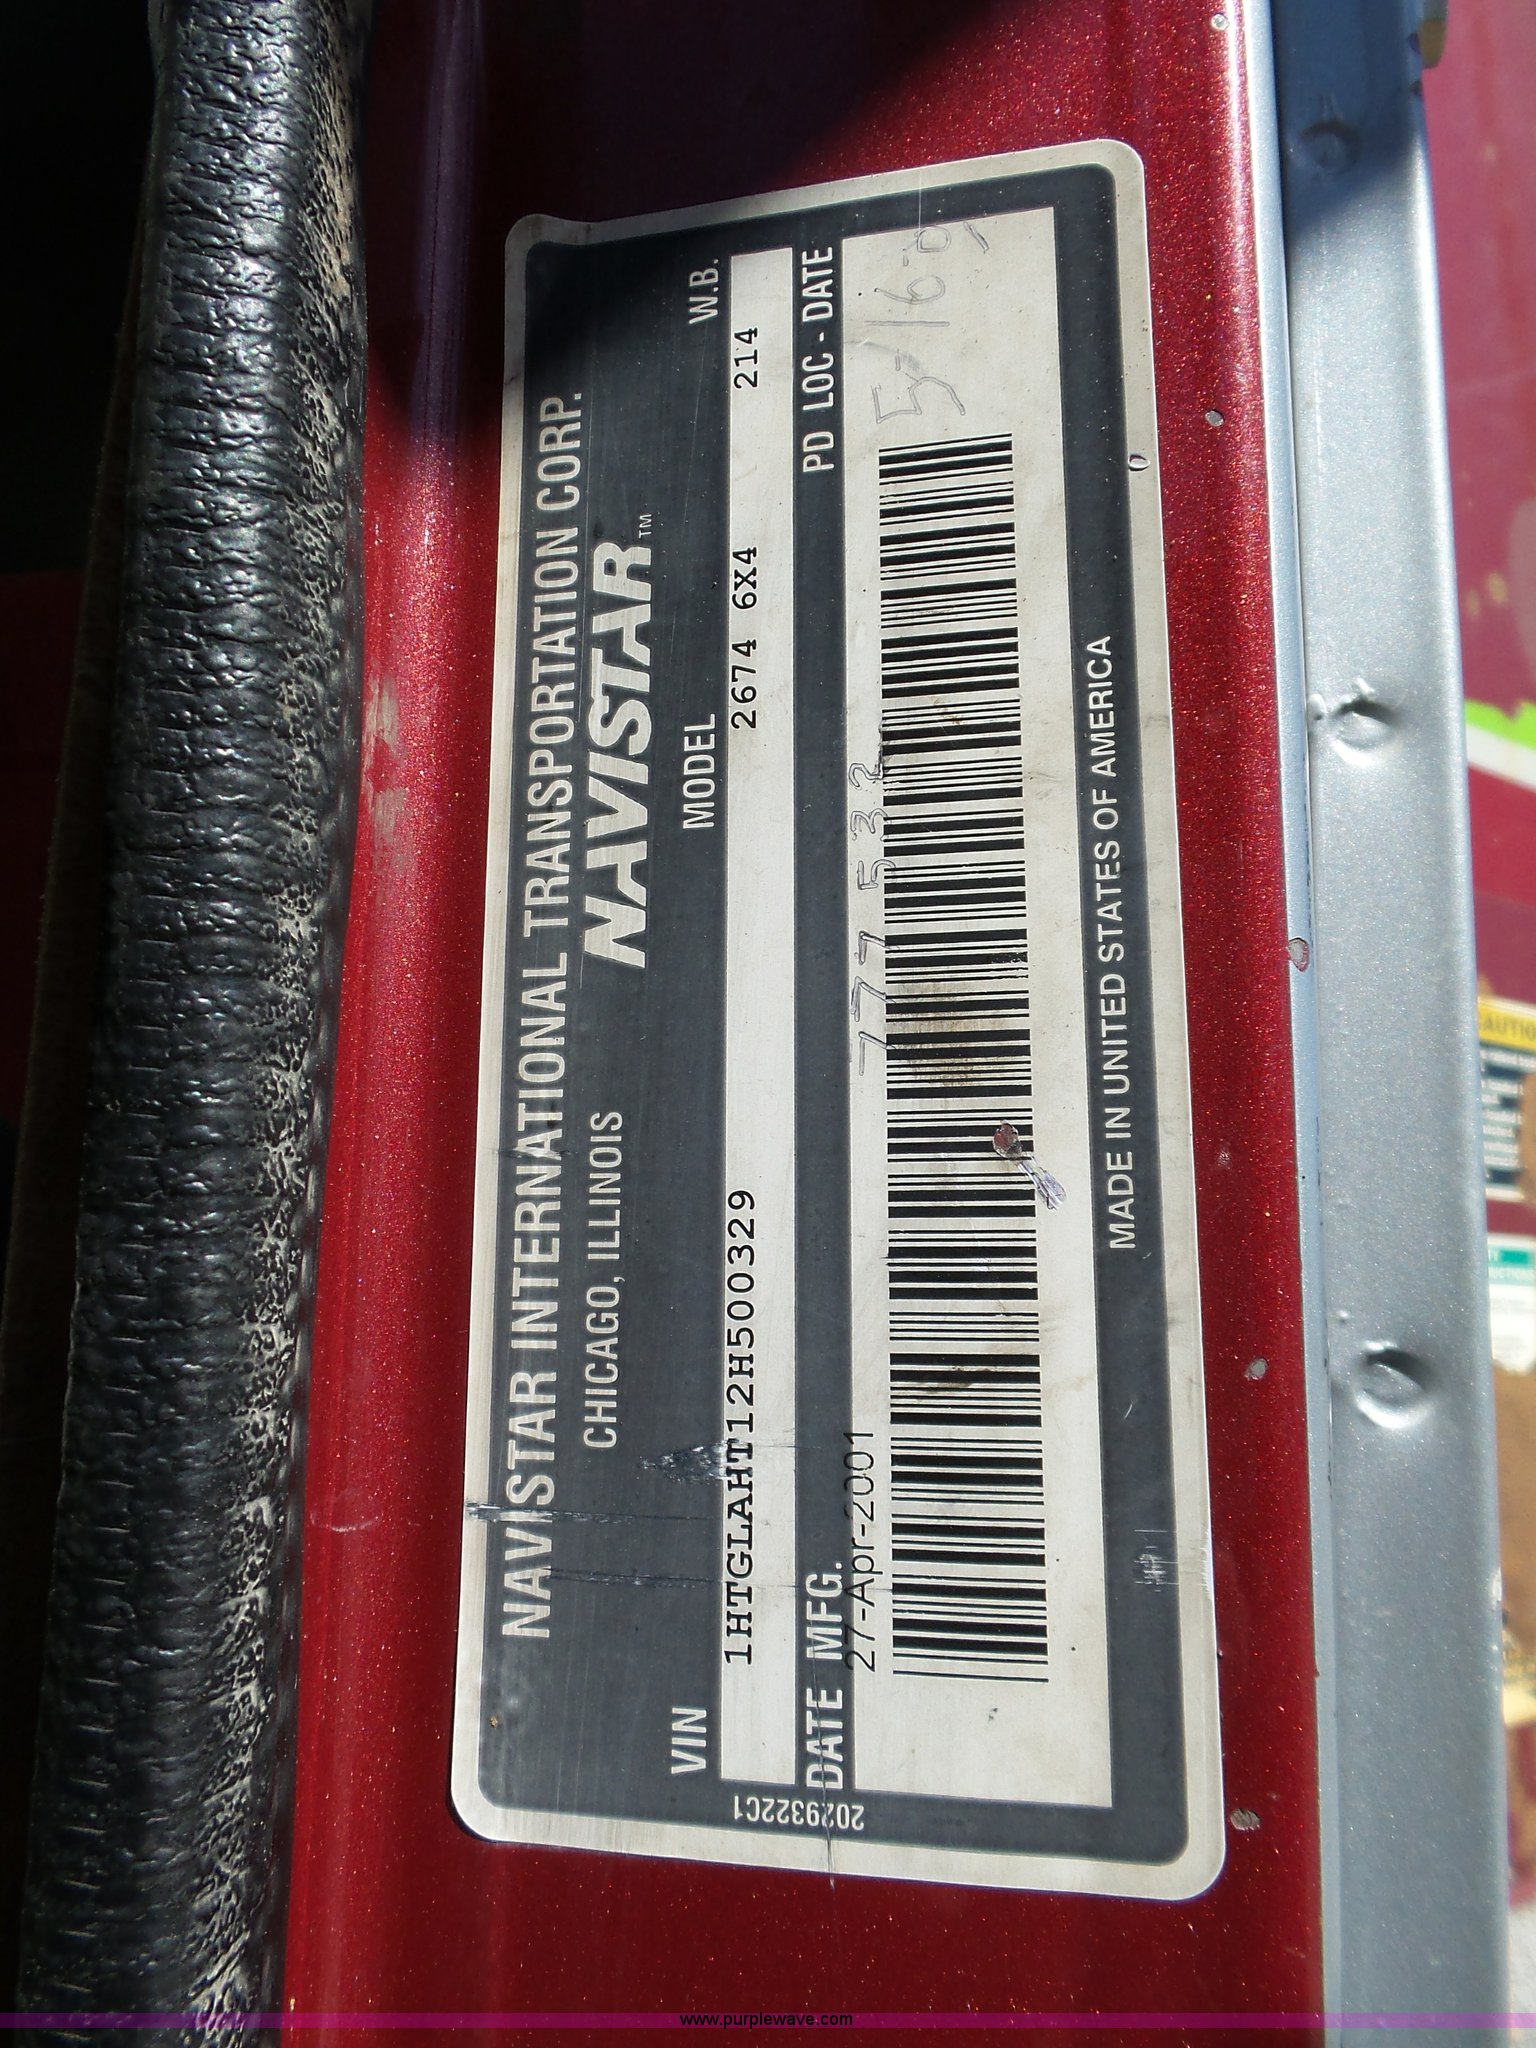 NAVISTAR INTERNATIONAL TRANSPORTATION CORP.
CHICAGO, ILLINOIS NAVISTAR™
VIN MODEL W.B.
1HTGLAHT12H500329 2674 6X4 214
DATE MFG. PD LOC - DATE
27-Apr-2001 777532 5-16-01
MADE IN UNITED STATES OF AMERICA
2029322C1
CAUTION
www.purplewave.com